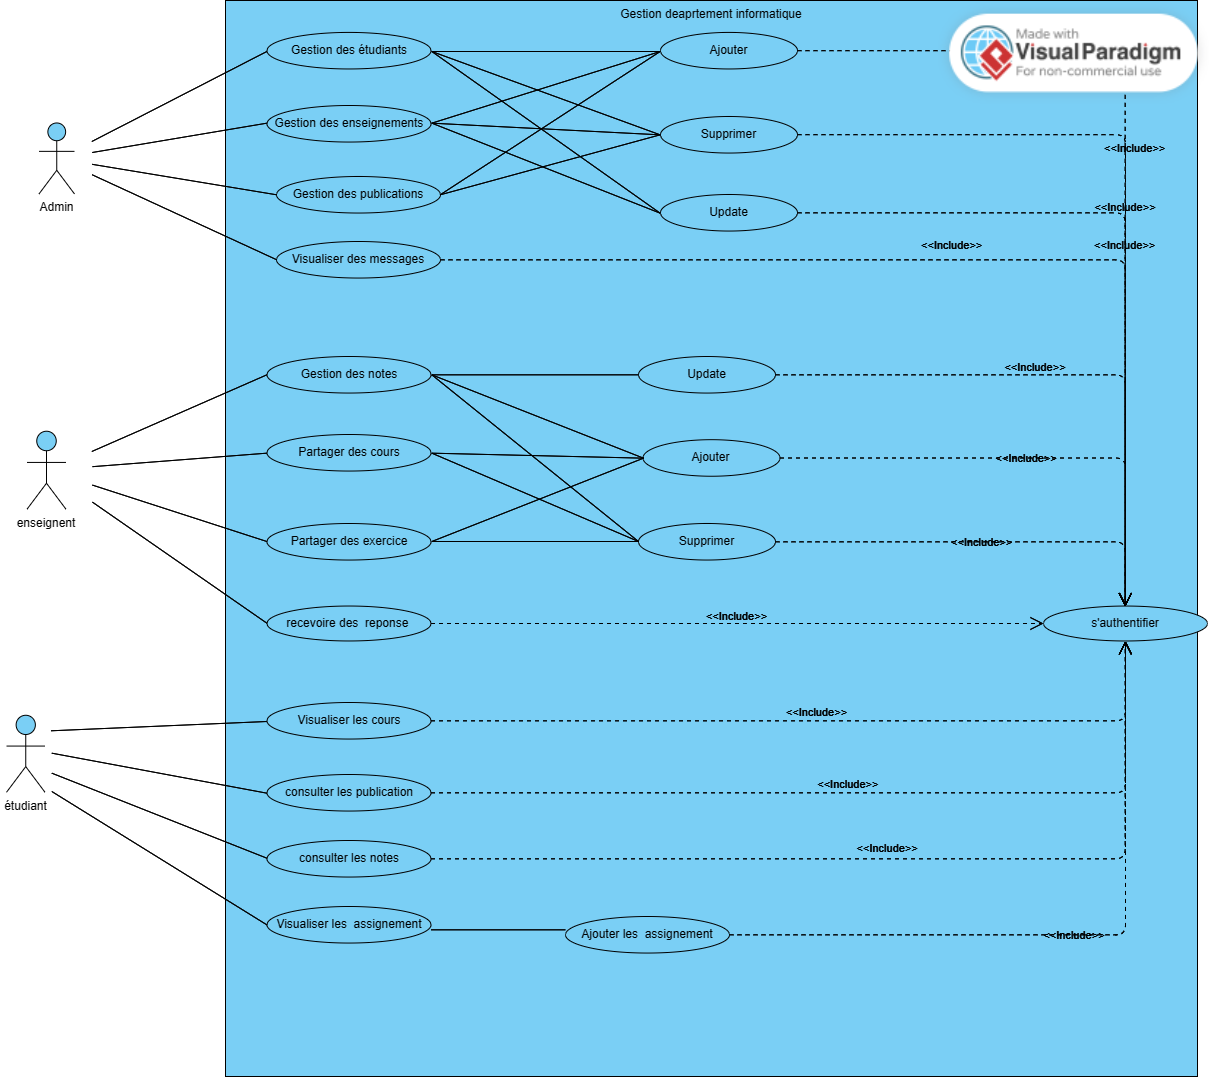 Gestion deaprtement informatique
Made with
VisualParadigm
For non-commercial use
Gestion des étudiants
Ajouter
Gestion des enseignements
Supprimer
<<Include>>
Admin
Gestion des publications
Update
<<Include>>
Visualiser des messages
<<Include>>
<<Include>>
Gestion des notes
Update
<<Include>>
Partager des cours
Ajouter
<<Include>>
enseignent
Partager des exercice
Supprimer
<<Include>>
recevoire des  reponse
<<Include>>
s'authentifier
Visualiser les cours
<<Include>>
étudiant
consulter les publication
<<Include>>
consulter les notes
<<Include>>
Visualiser les  assignement
Ajouter les  assignement
<<Include>>